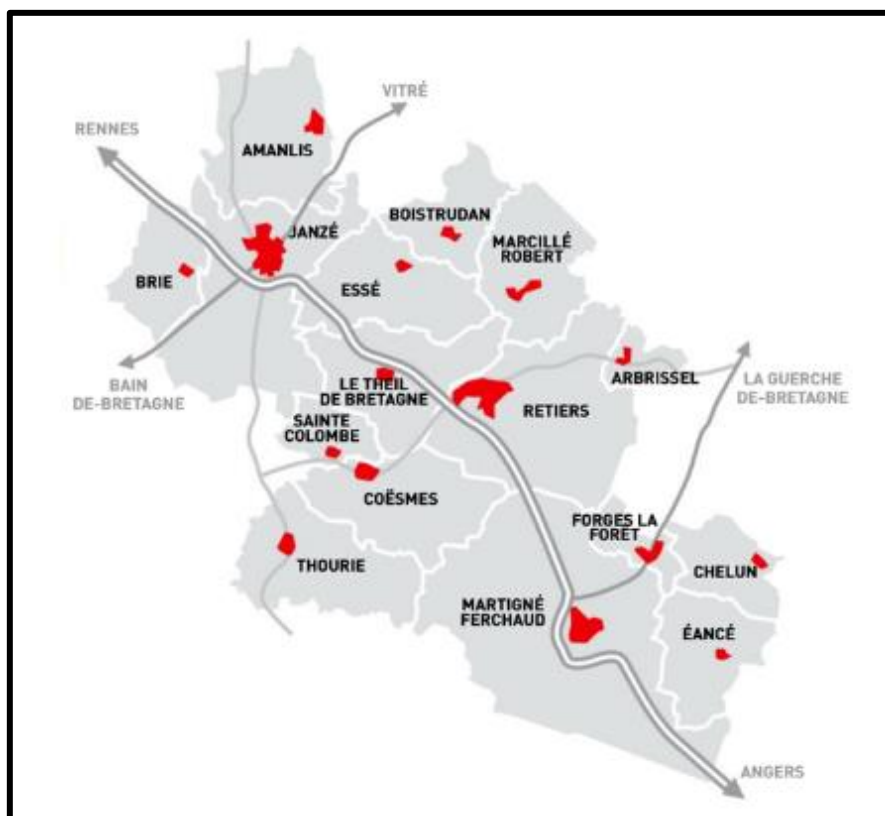 VITRÉ
RENNES
AMANLIS
BOISTRUDAN
JANZÉ
MARCILLÉ
ROBERT
BRIE
ESSÉ
BAIN
DE-BRETAGNE
LE THEIL
DE BRETAGNE
ARBRISSEL
LA GUERCHE
DE-BRETAGNE
RETIERS
SAINTE
COLOMBE
COËSMES
FORGES LA
FORÊT
THOURIE
CHELUN
MARTIGNÉ
FERCHAUD
ÉANCÉ
ANGERS